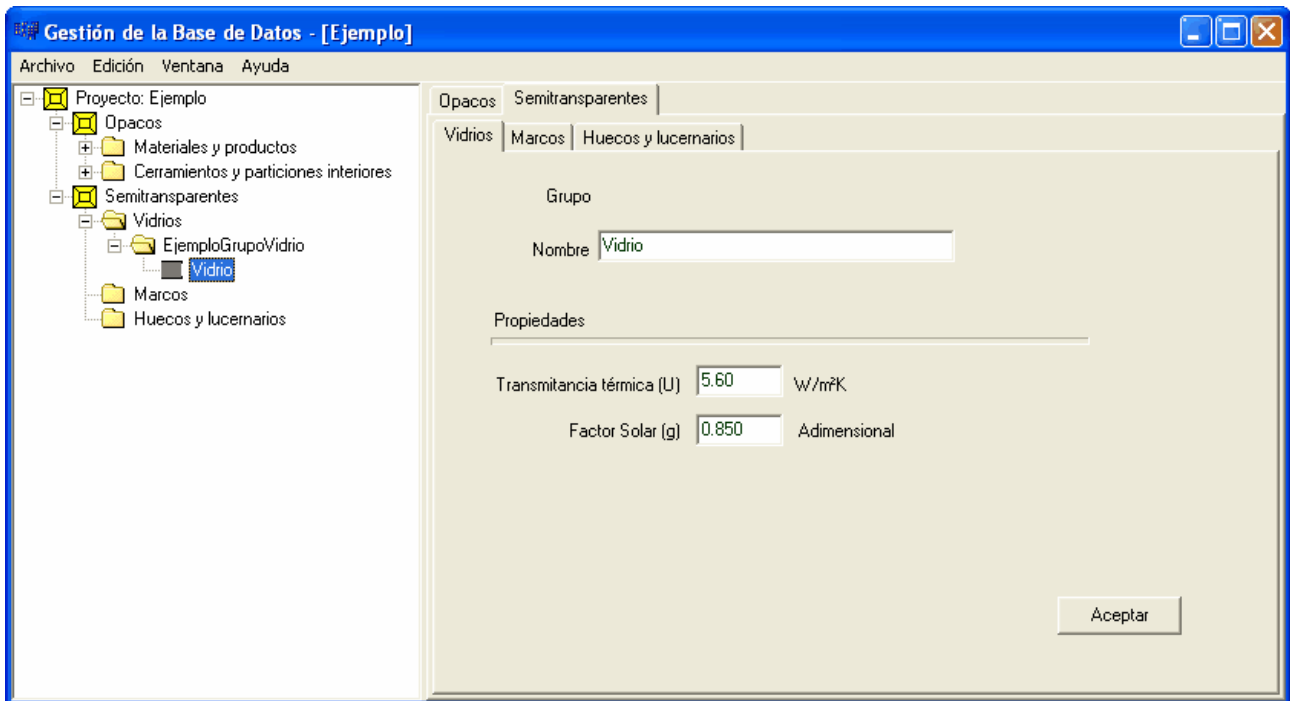 Gestión de la Base de Datos - [Ejemplo]
Archivo Edición Ventana Ayuda
Proyecto: Ejemplo
Opacos
Materiales y productos
Cerramientos y particiones interiores
Semitransparentes
Vidrios
EjemploGrupoVidrio
Vidrio
Marcos
Huecos y lucernarios
Opacos Semitransparentes
Vidrios Marcos Huecos y lucernarios
Grupo
Nombre Vidrio
Propiedades
Transmitancia térmica (U) 5.60 W/m²K
Factor Solar (g) 0.850 Adimensional
Aceptar